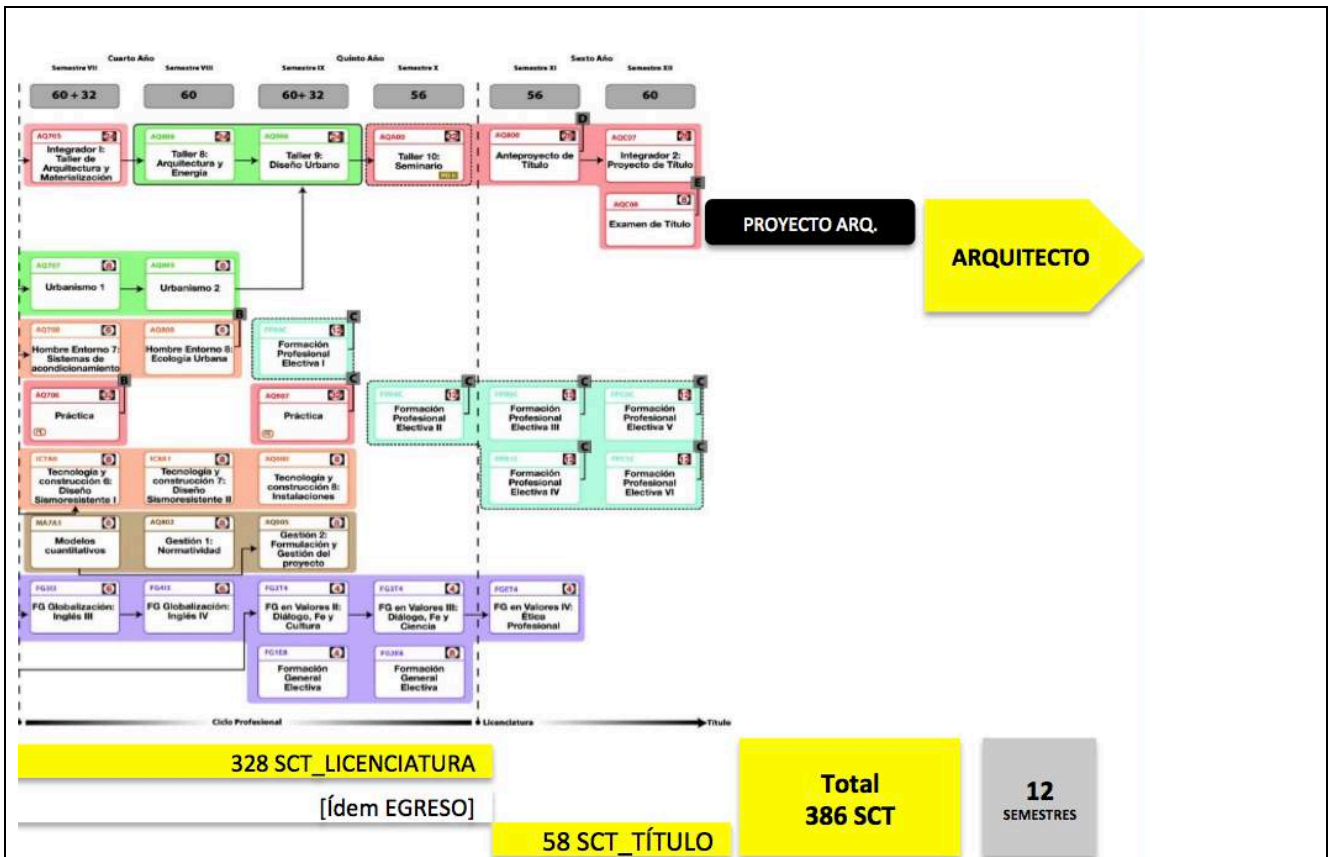 Cuarto Año
Quinto Año
Sexto Año
Semestre VII
Semestre VIII
Semestre IX
Semestre X
Semestre XI
Semestre XII
60 + 32
60
60+ 32
56
56
60
AQ705
Integrador I:
Taller de
Arquitectura y
Materialización
Taller 8:
Arquitectura y
Energía
Taller 9:
Diseño Urbano
Taller 10:
Seminario
Anteproyecto de
Título
D
AQC07
Integrador 2:
Proyecto de Título
E
AQC08
Examen de Título
PROYECTO ARQ.
ARQUITECTO
Urbanismo 1
Urbanismo 2
Hombre Entorno 7:
Sistemas de
acondicionamiento
Hombre Entorno 8:
Ecología Urbana
B
Formación
Profesional
Electiva I
C
Práctica
B
AQ907
Práctica
C
Formación
Profesional
Electiva II
C
Formación
Profesional
Electiva III
C
Formación
Profesional
Electiva V
C
Formación
Profesional
Electiva IV
C
Formación
Profesional
Electiva VI
C
Tecnología y
construcción 6:
Diseño
Sismoresistente I
Tecnología y
construcción 7:
Diseño
Sismoresistente II
Tecnología y
construcción 8:
Instalaciones
MA7A1
Modelos
cuantitativos
Gestión 1:
Normatividad
Gestión 2:
Formulación y
Gestión del
proyecto
FG Globalización:
Inglés III
FG Globalización:
Inglés IV
FG en Valores II:
Diálogo, Fe y
Cultura
FG en Valores III:
Diálogo, Fe y
Ciencia
FG en Valores IV:
Ética
Profesional
Formación
General
Electiva
Formación
General
Electiva
Ciclo Profesional
Licenciatura
Título
328 SCT_LICENCIATURA
[Ídem EGRESO]
58 SCT_TÍTULO
Total
386 SCT
12
SEMESTRES